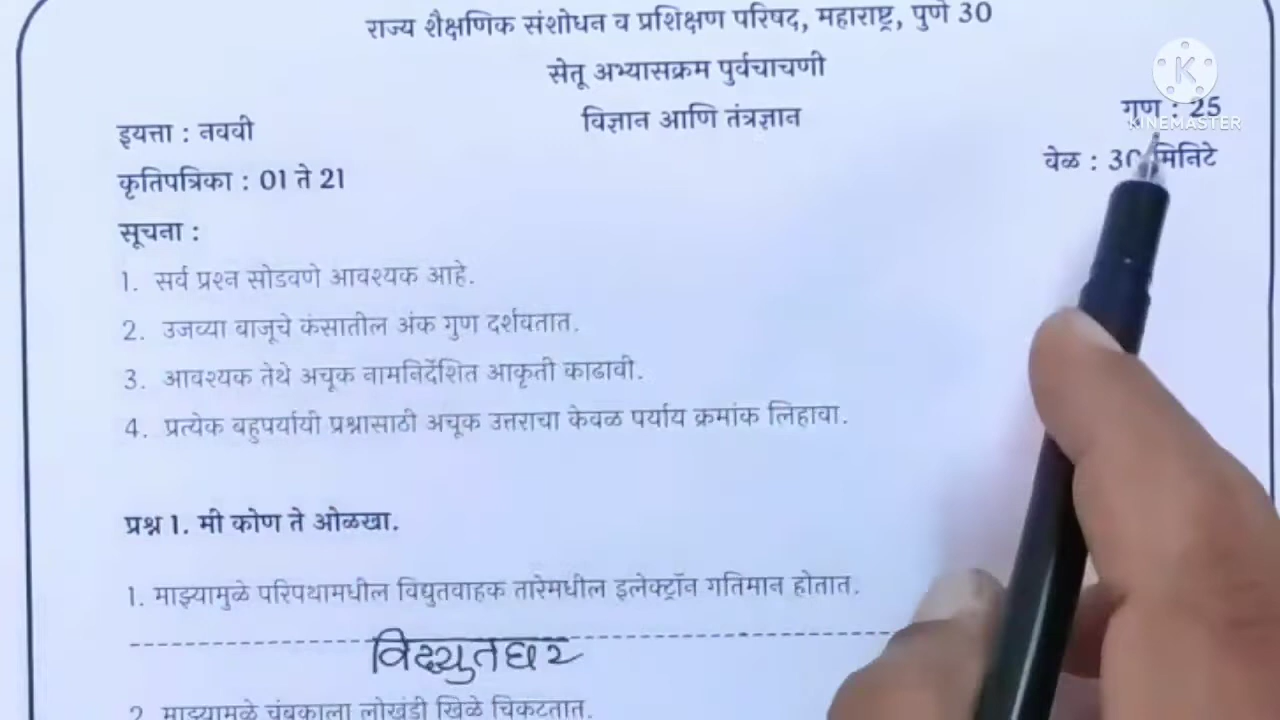 राज्य शैक्षणिक संशोधन व प्रशिक्षण परिषद, महाराष्ट्र, पुणे 30
सेतू अभ्यासक्रम पुर्वचाचणी
विज्ञान आणि तंत्रज्ञान
गुण : 25
KINEMASTER
इयत्ता : नववी
वेळ : 30 मिनिटे
कृतिपत्रिका : 01 ते 21
सूचना :
1. सर्व प्रश्न सोडवणे आवश्यक आहे.
2. उजव्या बाजूचे कंसातील अंक गुण दर्शवतात.
3. आवश्यक तेथे अचूक नामनिर्देशित आकृती काढावी.
4. प्रत्येक बहुपर्यायी प्रश्नासाठी अचूक उत्तराचा केवळ पर्याय क्रमांक लिहावा.
प्रश्न 1. मी कोण ते ओळखा.
1. माझ्यामुळे परिपथामधील विद्युतवाहक तारेमधील इलेक्ट्रॉन गतिमान होतात.
विद्युतघर
2. माझ्यामुळे चुंबकाला लोखंडी खिळे चिकटतात.